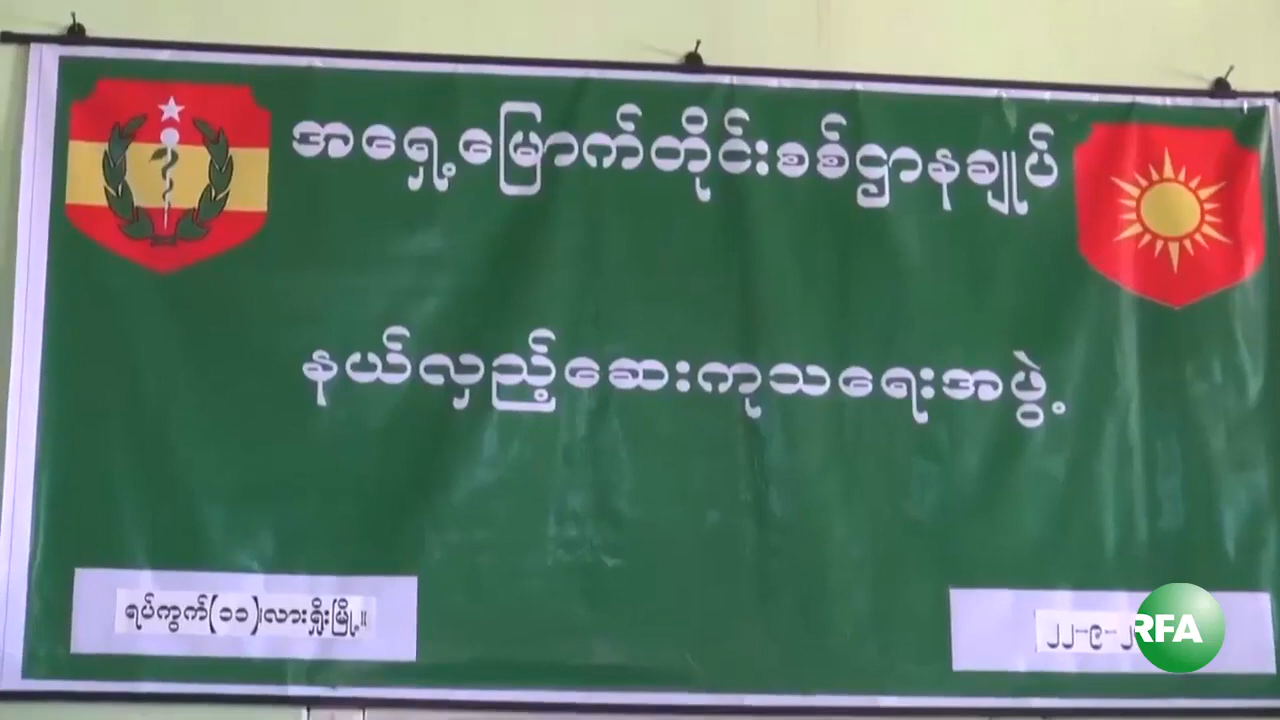 အရှေ့မြောက်တိုင်းစစ်ဌာနချုပ်
နယ်လှည့်ဆေးကုသရေးအဖွဲ့
ရပ်ကွက်(၁၁)၊လားရှိုးမြို့။
၂၂-၉-၂
RFA